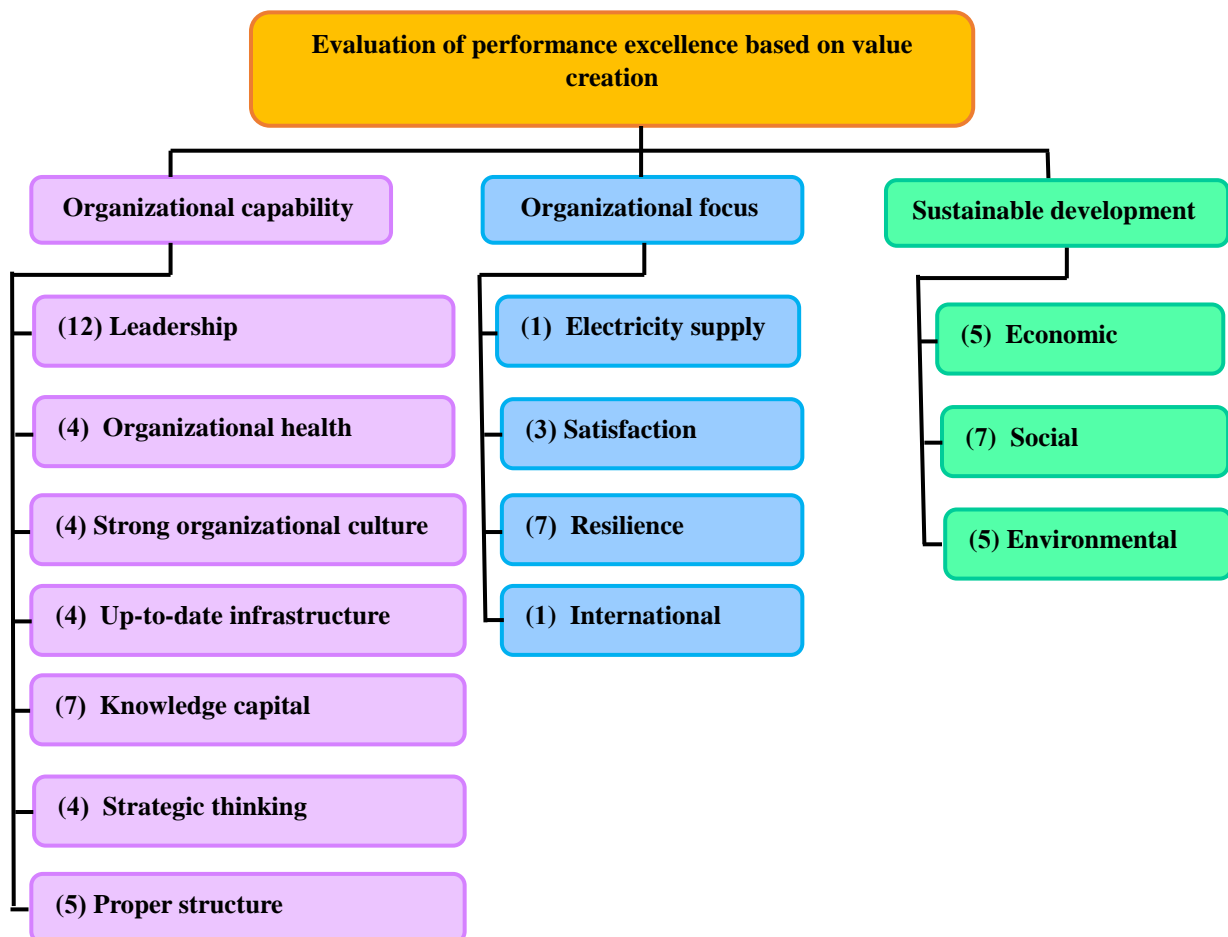 Evaluation of performance excellence based on value
creation
Organizational capability
(12) Leadership
(4) Organizational health
(4) Strong organizational culture
(4) Up-to-date infrastructure
(7) Knowledge capital
(4) Strategic thinking
(5) Proper structure
Organizational focus
(1) Electricity supply
(3) Satisfaction
(7) Resilience
(1) International
Sustainable development
(5) Economic
(7) Social
(5) Environmental